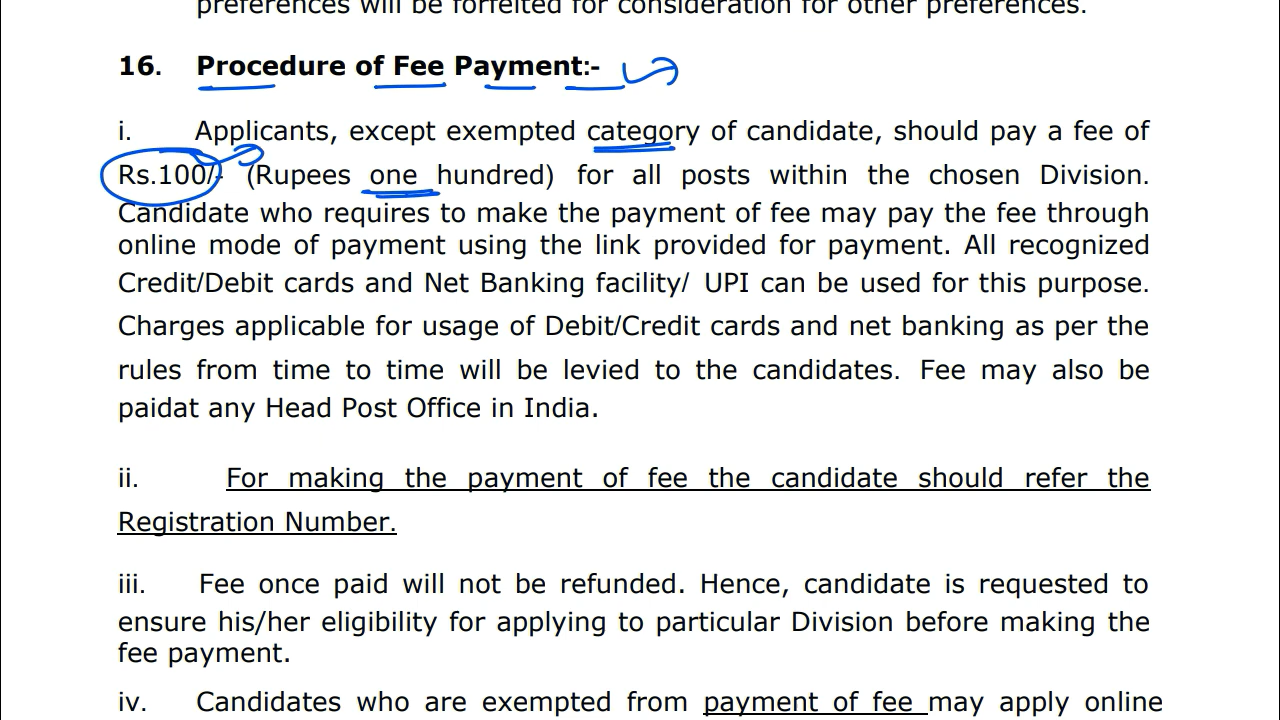 preferences will be forfeited for consideration for other preferences.
16. Procedure of Fee Payment:-
i. Applicants, except exempted category of candidate, should pay a fee of
Rs.100/- (Rupees one hundred) for all posts within the chosen Division.
Candidate who requires to make the payment of fee may pay the fee through
online mode of payment using the link provided for payment. All recognized
Credit/Debit cards and Net Banking facility/ UPI can be used for this purpose.
Charges applicable for usage of Debit/Credit cards and net banking as per the
rules from time to time will be levied to the candidates. Fee may also be
paidat any Head Post Office in India.
ii. For making the payment of fee the candidate should refer the
Registration Number.
iii. Fee once paid will not be refunded. Hence, candidate is requested to
ensure his/her eligibility for applying to particular Division before making the
fee payment.
iv. Candidates who are exempted from payment of fee may apply online